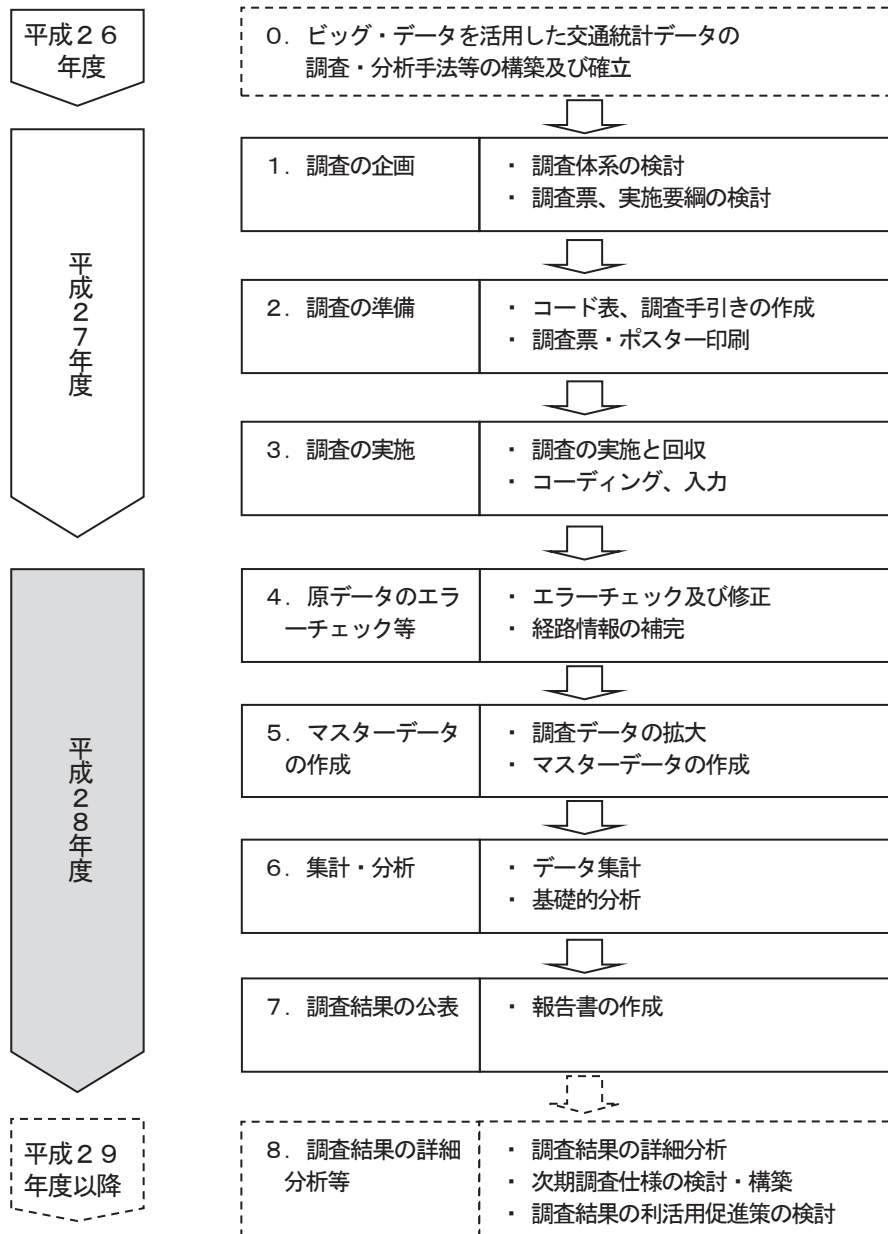 平成２６
年度
０．ビッグ・データを活用した交通統計データの
調査・分析手法等の構築及び確立
平成２７年度
１．調査の企画
・ 調査体系の検討
・ 調査票、実施要綱の検討
２．調査の準備
・ コード表、調査手引きの作成
・ 調査票・ポスター印刷
３．調査の実施
・ 調査の実施と回収
・ コーディング、入力
平成２８年度
４．原データのエラ
ーチェック等
・ エラーチェック及び修正
・ 経路情報の補完
５．マスターデータ
の作成
・ 調査データの拡大
・ マスターデータの作成
６．集計・分析
・ データ集計
・ 基礎的分析
７．調査結果の公表
・ 報告書の作成
平成２９
年度以降
８．調査結果の詳細
分析等
・ 調査結果の詳細分析
・ 次期調査仕様の検討・構築
・ 調査結果の利活用促進策の検討